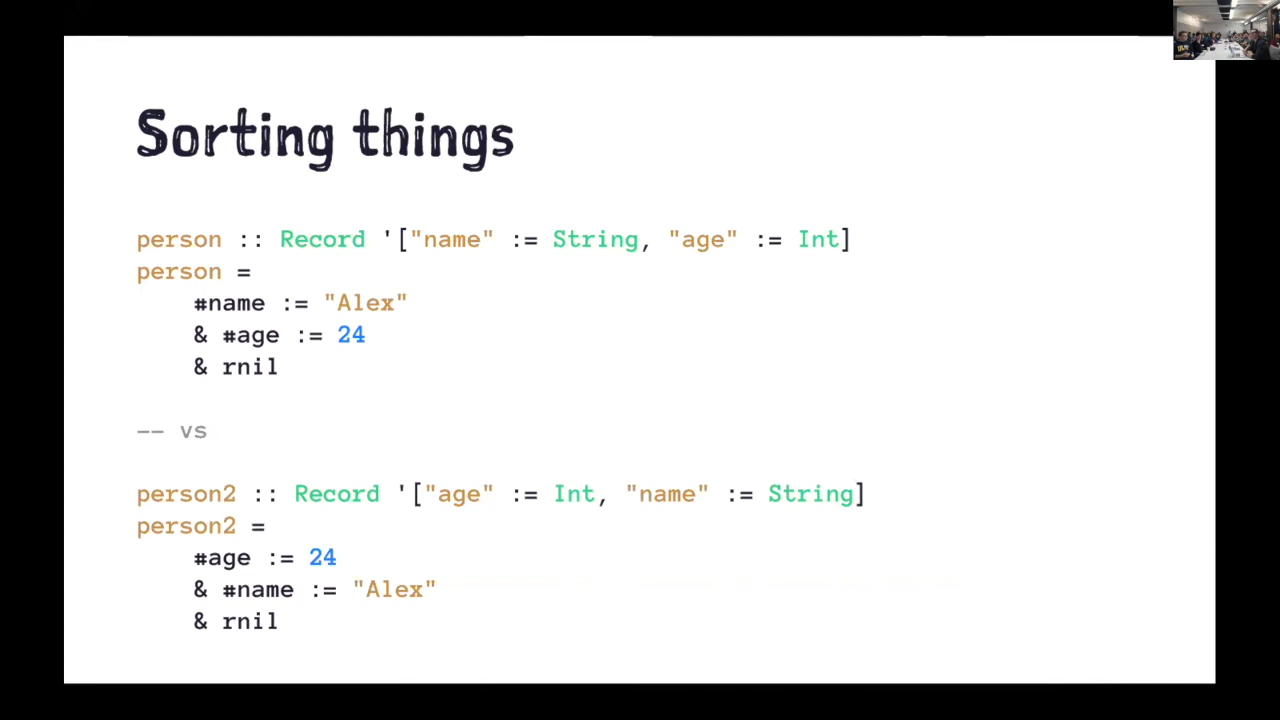 Sorting things
person :: Record '["name" := String, "age" := Int]
person =
    #name := "Alex"
    & #age := 24
    & rnil
-- vs
person2 :: Record '["age" := Int, "name" := String]
person2 =
    #age := 24
    & #name := "Alex"
    & rnil